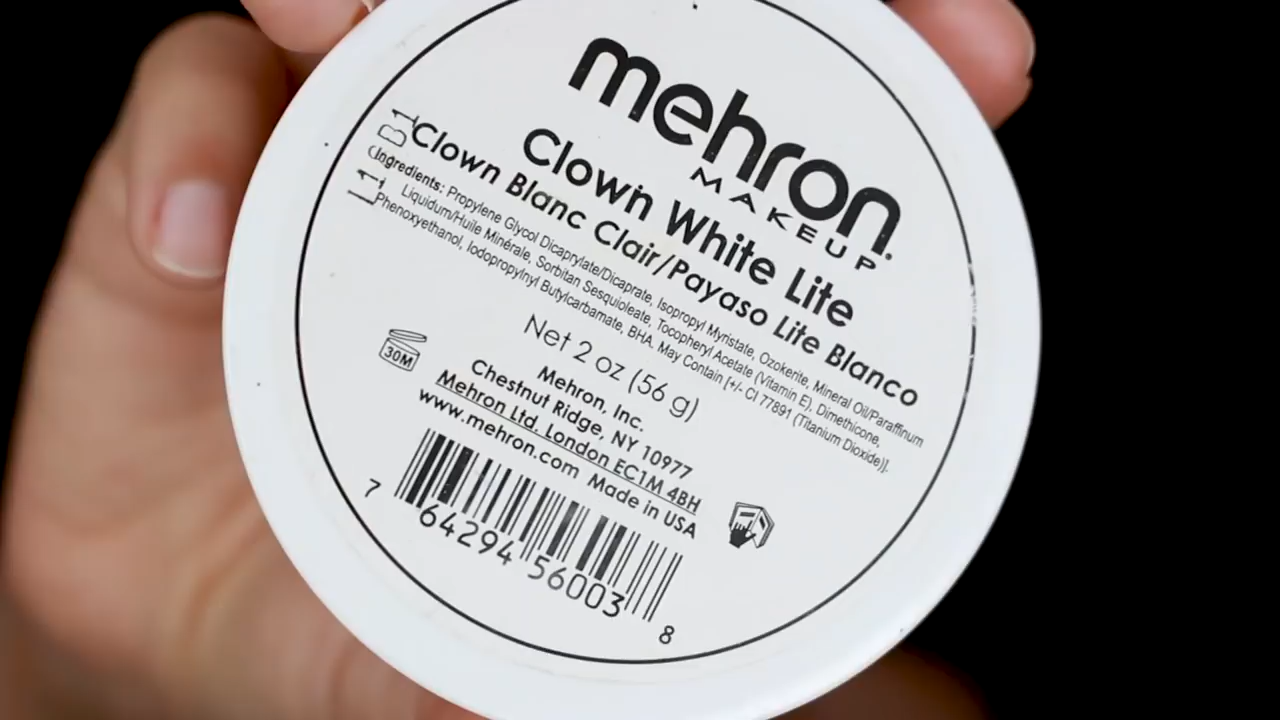 mehron
MAKEUP
Clown White Lite
Clown Blanc Clair/Payaso Lite Blanco
Ingredients: Propylene Glycol Dicaprylate/Dicaprate, Isopropyl Myristate, Ozokerite, Mineral Oil/Paraffinum
Liquidum/Huile Minérale, Sorbitan Sesquioleate, Tocopheryl Acetate (Vitamin E), Dimethicone,
Phenoxyethanol, Iodopropylnyl Butylcarbamate, BHA. May Contain [+/- CI 77891 (Titanium Dioxide)].
Net 2 oz (56 g)
30M
Mehron, Inc.
Chestnut Ridge, NY 10977
Mehron Ltd. London EC1M 4BH
www.mehron.com Made in USA
7 64294 56003 8